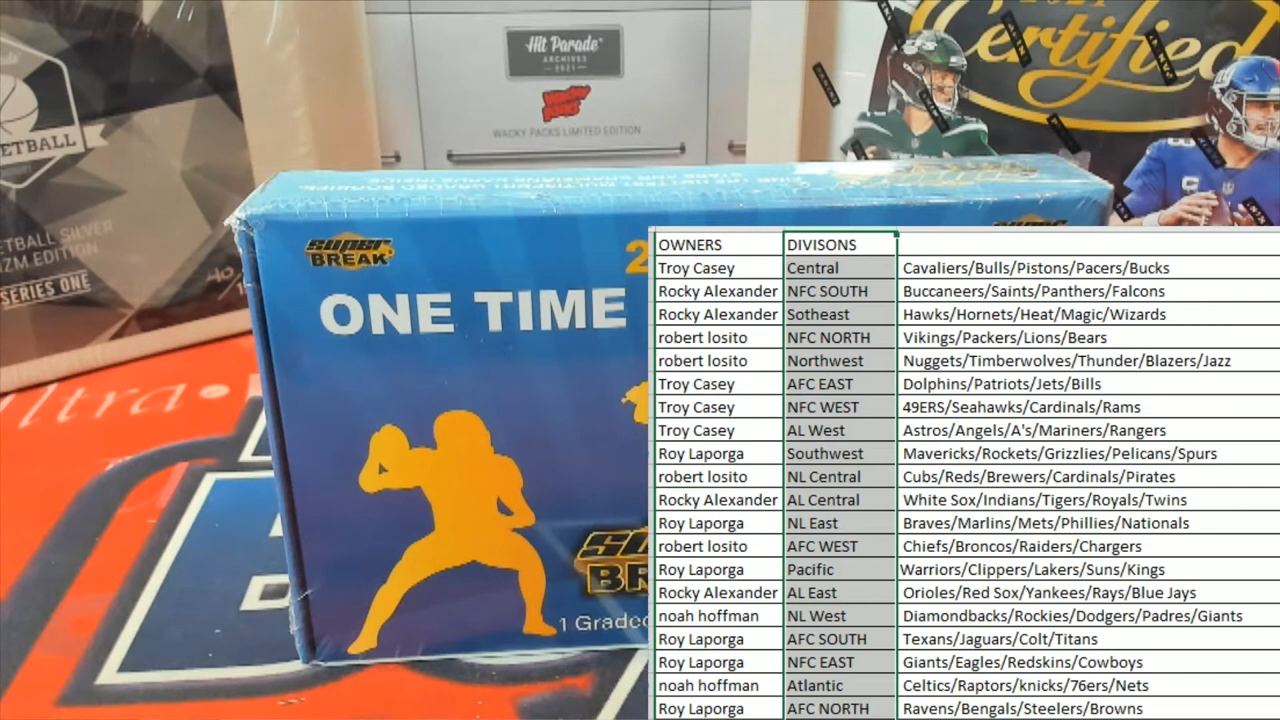 ETBALL
ETBALL SILVER
ZM EDITION
SERIES ONE
40/
Hit Parade
ARCHIVES
2021
WACKY PACKS LIMITED EDITION
2021
Certified
SUPER BREAK
ONE TIME
2
SU
BR
1 Graded
ltra
OWNERS DIVISONS
Troy Casey Central Cavaliers/Bulls/Pistons/Pacers/Bucks
Rocky Alexander NFC SOUTH Buccaneers/Saints/Panthers/Falcons
Rocky Alexander Sotheast Hawks/Hornets/Heat/Magic/Wizards
robert losito NFC NORTH Vikings/Packers/Lions/Bears
robert losito Northwest Nuggets/Timberwolves/Thunder/Blazers/Jazz
Troy Casey AFC EAST Dolphins/Patriots/Jets/Bills
Troy Casey NFC WEST 49ERS/Seahawks/Cardinals/Rams
Troy Casey AL West Astros/Angels/A's/Mariners/Rangers
Roy Laporga Southwest Mavericks/Rockets/Grizzlies/Pelicans/Spurs
robert losito NL Central Cubs/Reds/Brewers/Cardinals/Pirates
Rocky Alexander AL Central White Sox/Indians/Tigers/Royals/Twins
Roy Laporga NL East Braves/Marlins/Mets/Phillies/Nationals
robert losito AFC WEST Chiefs/Broncos/Raiders/Chargers
Roy Laporga Pacific Warriors/Clippers/Lakers/Suns/Kings
Rocky Alexander AL East Orioles/Red Sox/Yankees/Rays/Blue Jays
noah hoffman NL West Diamondbacks/Rockies/Dodgers/Padres/Giants
Roy Laporga AFC SOUTH Texans/Jaguars/Colt/Titans
Roy Laporga NFC EAST Giants/Eagles/Redskins/Cowboys
noah hoffman Atlantic Celtics/Raptors/knicks/76ers/Nets
Roy Laporga AFC NORTH Ravens/Bengals/Steelers/Browns